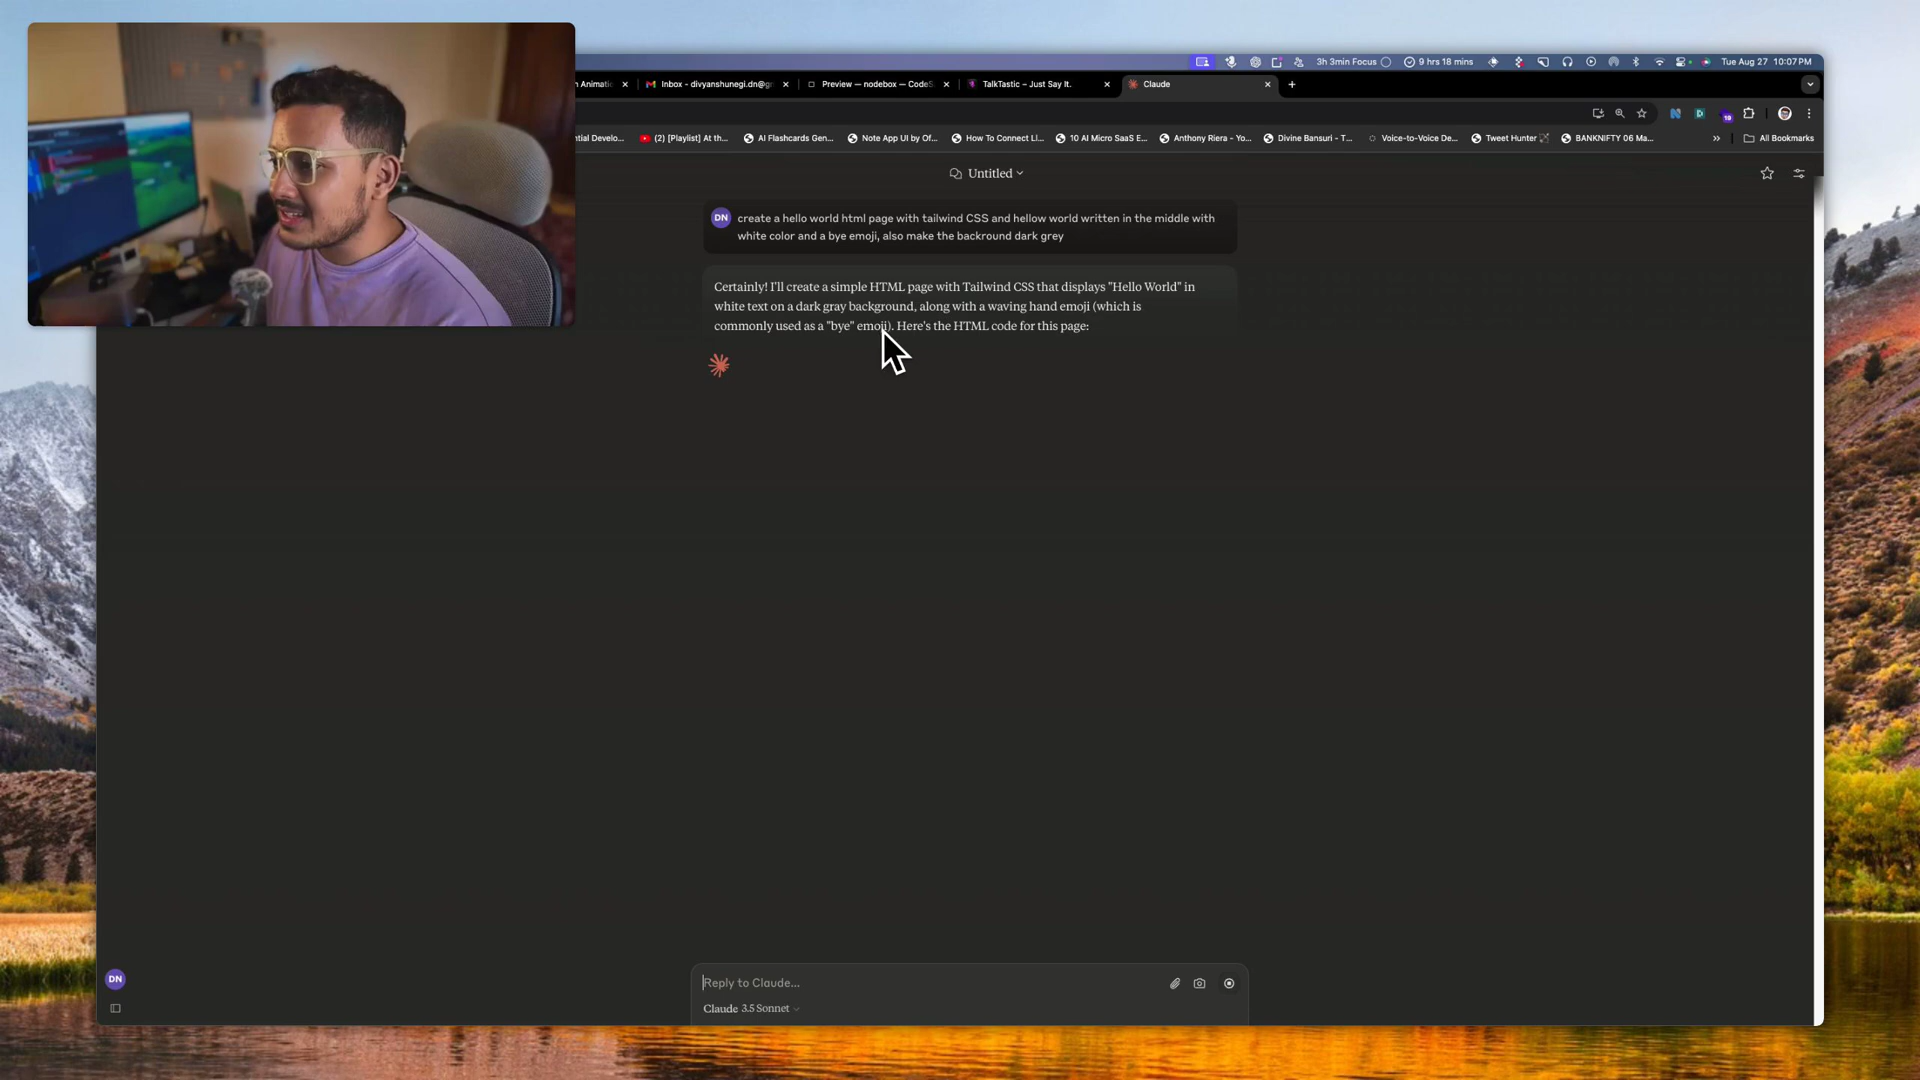 3h 3min Focus
9 hrs 18 mins
Tue Aug 27 10:07 PM
n Animatic
Inbox - divyanshunegi.dn@g
Preview — nodebox — CodeS
TalkTastic – Just Say It.
Claude
19
ntial Develo...
(2) [Playlist] At th...
AI Flashcards Gen...
Note App UI by Of...
How To Connect Ll...
10 AI Micro SaaS E...
Anthony Riera - Yo...
Divine Bansuri - T...
Voice-to-Voice De...
Tweet Hunter
BANKNIFTY 06 Ma...
All Bookmarks
Untitled
DN
create a hello world html page with tailwind CSS and hellow world written in the middle with
white color and a bye emoji, also make the backround dark grey
Certainly! I'll create a simple HTML page with Tailwind CSS that displays "Hello World" in
white text on a dark gray background, along with a waving hand emoji (which is
commonly used as a "bye" emoji). Here's the HTML code for this page:
DN
Reply to Claude...
Claude 3.5 Sonnet